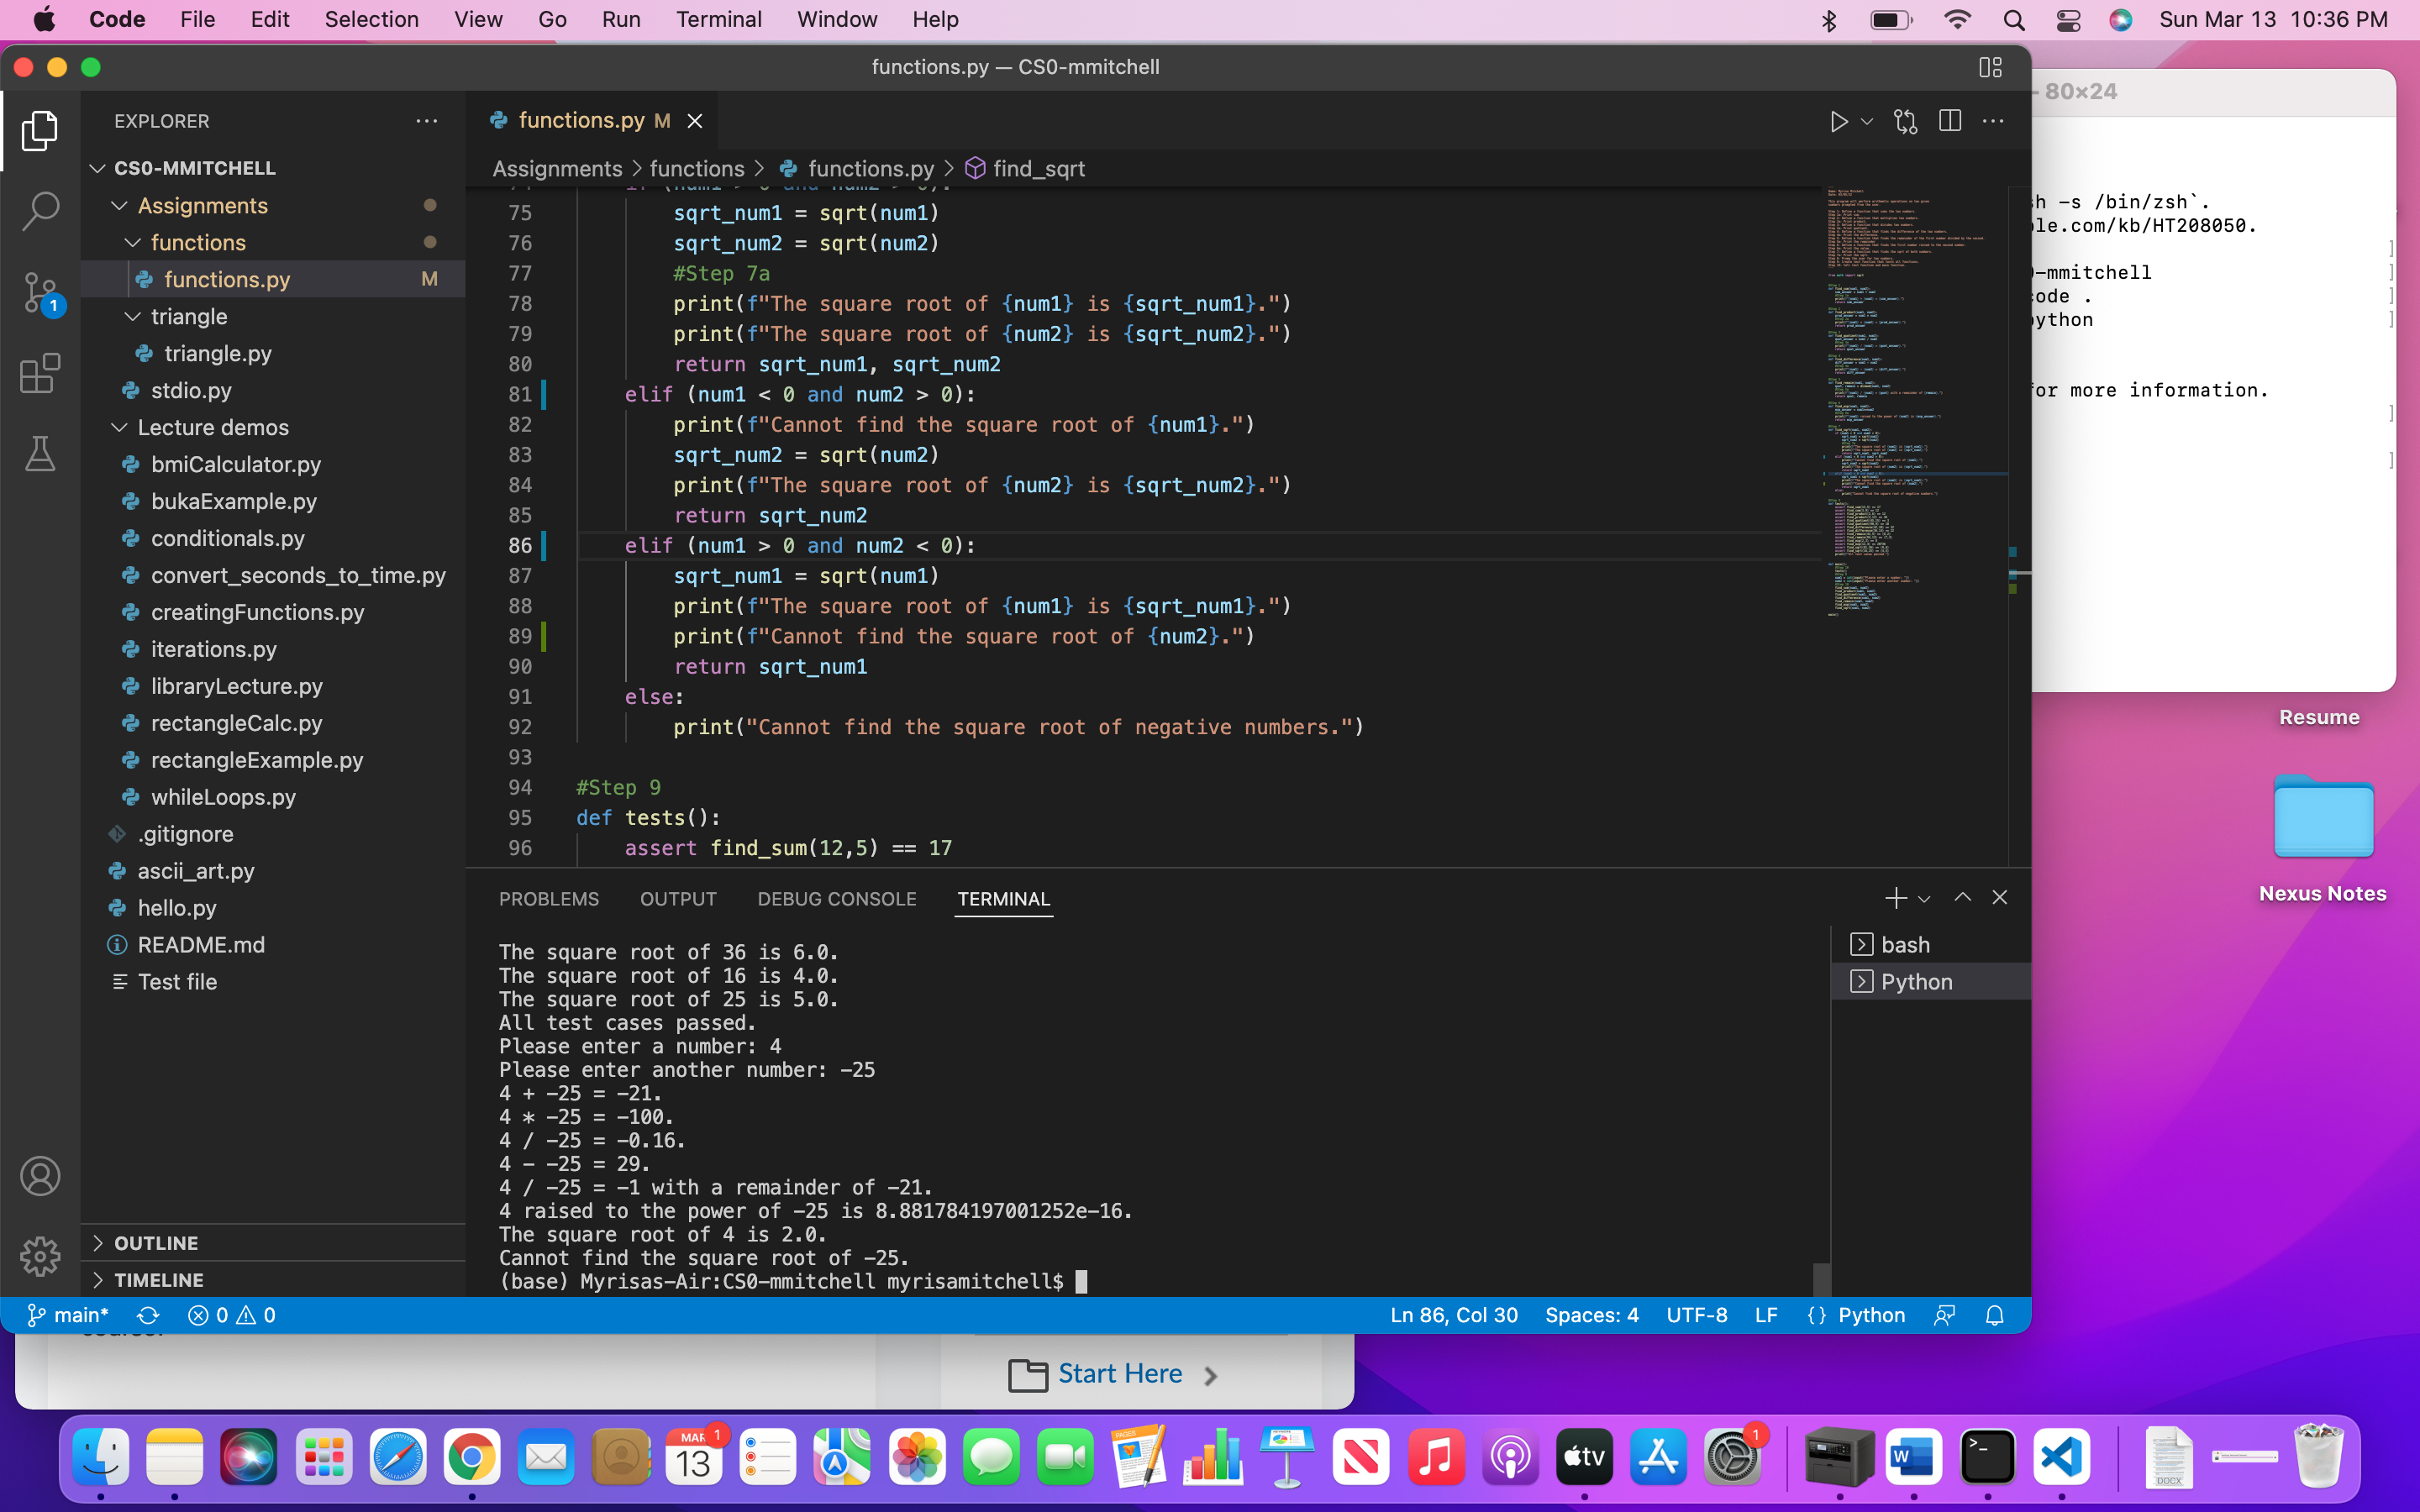 Code File Edit Selection View Go Run Terminal Window Help
Sun Mar 13 10:36 PM
functions.py — CS0-mmitchell
80×24
EXPLORER
CS0-MMITCHELL
Assignments
functions
functions.py M
triangle
triangle.py
stdio.py
Lecture demos
bmiCalculator.py
bukaExample.py
conditionals.py
convert_seconds_to_time.py
creatingFunctions.py
iterations.py
libraryLecture.py
rectangleCalc.py
rectangleExample.py
whileLoops.py
.gitignore
ascii_art.py
hello.py
README.md
Test file
OUTLINE
TIMELINE
1
functions.py M
Assignments > functions > functions.py > find_sqrt
75 sqrt_num1 = sqrt(num1)
76 sqrt_num2 = sqrt(num2)
77 #Step 7a
78 print(f"The square root of {num1} is {sqrt_num1}.")
79 print(f"The square root of {num2} is {sqrt_num2}.")
80 return sqrt_num1, sqrt_num2
81 elif (num1 < 0 and num2 > 0):
82 print(f"Cannot find the square root of {num1}.")
83 sqrt_num2 = sqrt(num2)
84 print(f"The square root of {num2} is {sqrt_num2}.")
85 return sqrt_num2
86 elif (num1 > 0 and num2 < 0):
87 sqrt_num1 = sqrt(num1)
88 print(f"The square root of {num1} is {sqrt_num1}.")
89 print(f"Cannot find the square root of {num2}.")
90 return sqrt_num1
91 else:
92 print("Cannot find the square root of negative numbers.")
93
94 #Step 9
95 def tests():
96 assert find_sum(12,5) == 17
PROBLEMS OUTPUT DEBUG CONSOLE TERMINAL
The square root of 36 is 6.0.
The square root of 16 is 4.0.
The square root of 25 is 5.0.
All test cases passed.
Please enter a number: 4
Please enter another number: -25
4 + -25 = -21.
4 * -25 = -100.
4 / -25 = -0.16.
4 - -25 = 29.
4 / -25 = -1 with a remainder of -21.
4 raised to the power of -25 is 8.881784197001252e-16.
The square root of 4 is 2.0.
Cannot find the square root of -25.
(base) Myrisas-Air:CS0-mmitchell myrisamitchell$
bash
Python
main* 0 0
Ln 86, Col 30 Spaces: 4 UTF-8 LF {} Python
sh -s /bin/zsh`.
ple.com/kb/HT208050.
-mmitchell
code .
python
for more information.
Resume
Nexus Notes
Start Here
PAGES
MAR 1
13
tv
1
W
DOCX